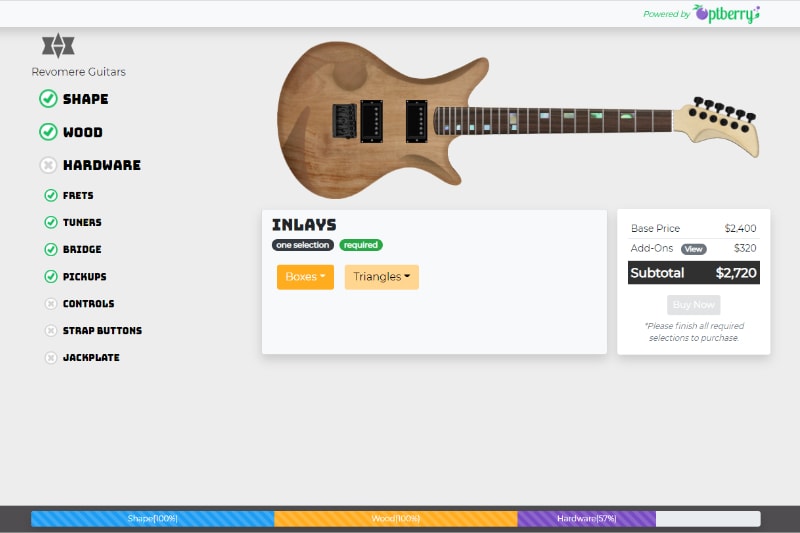 Powered by Optberry
Revomere Guitars
SHAPE
WOOD
HARDWARE
FRETS
TUNERS
BRIDGE
PICKUPS
CONTROLS
STRAP BUTTONS
JACKPLATE
INLAYS
one selection required
Boxes Triangles
Base Price $2,400
Add-Ons View $320
Subtotal $2,720
Buy Now
*Please finish all required
selections to purchase.
Shape(100%) Wood(100%) Hardware(57%)